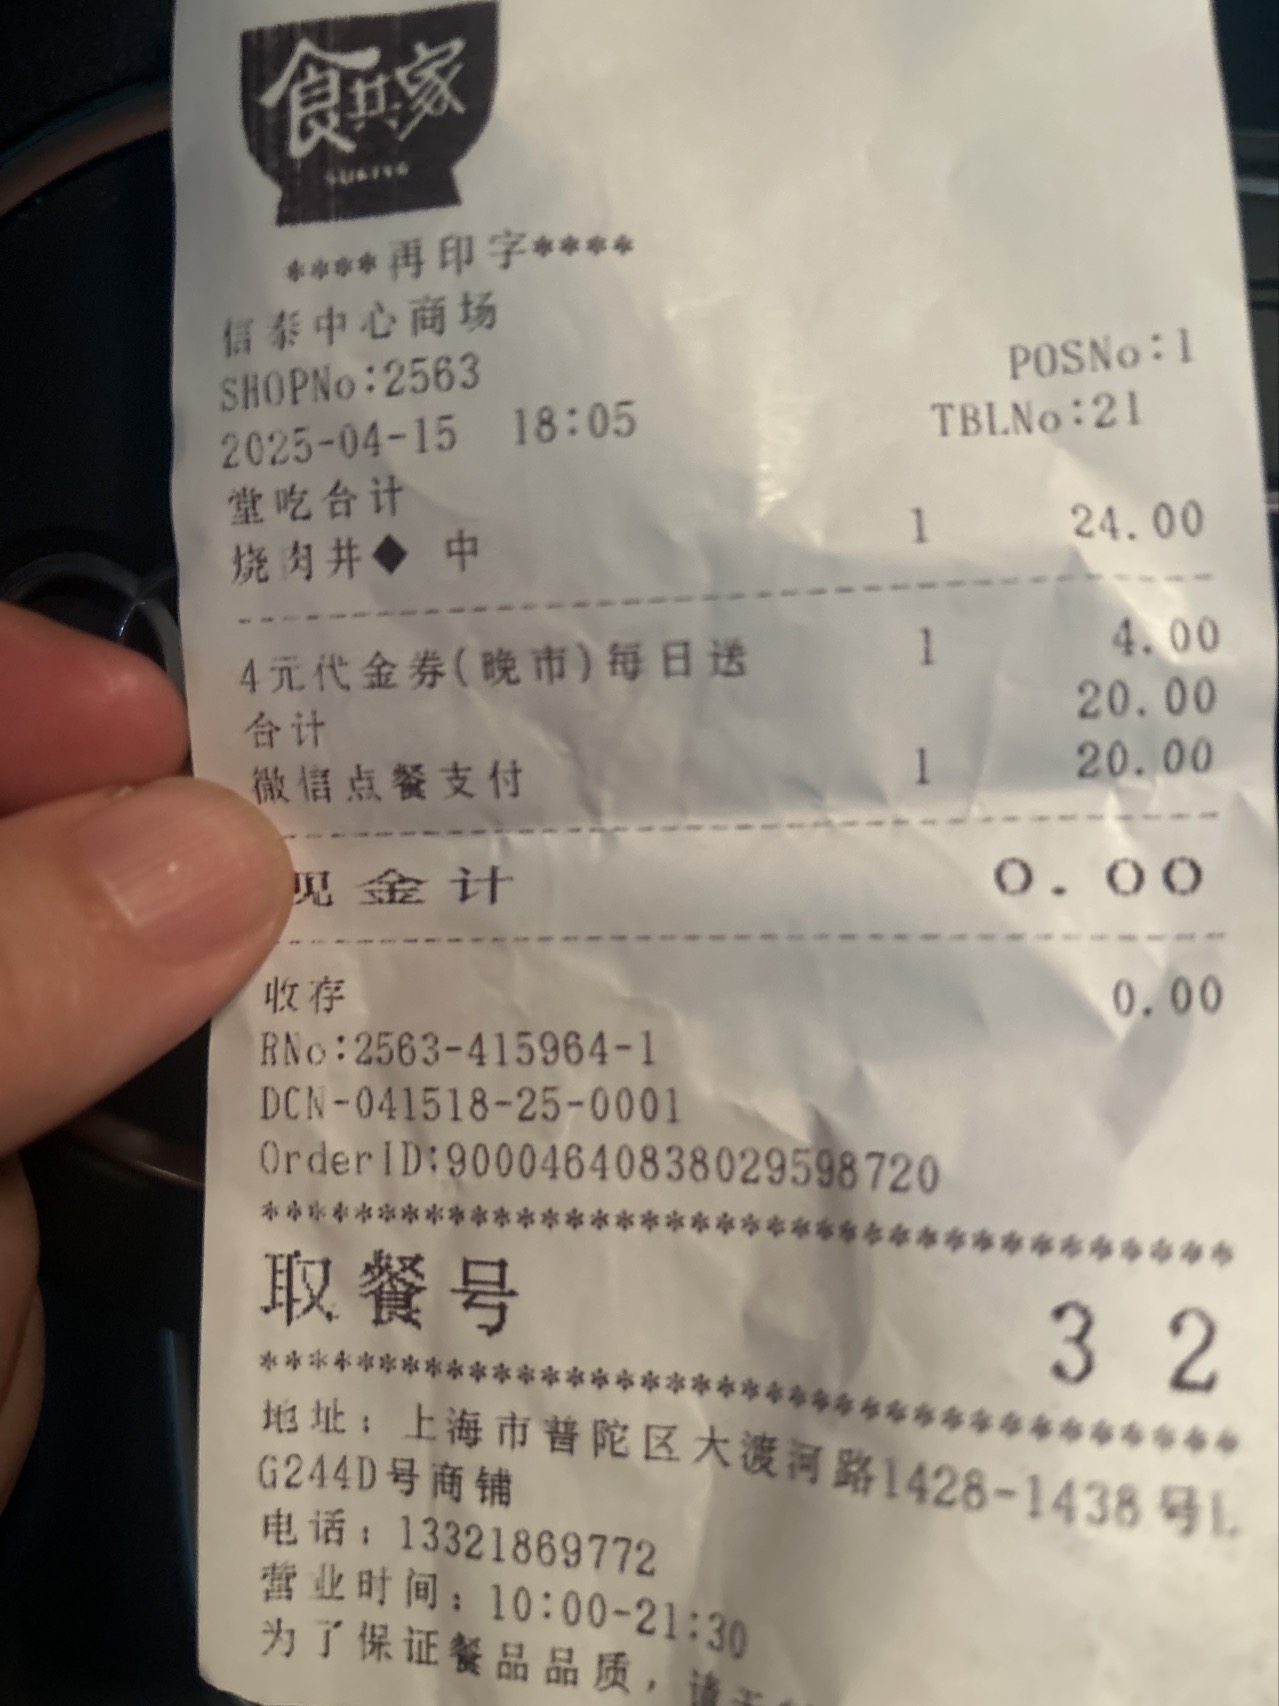 食其家
SUKIYA
****再印字****
信泰中心商场
SHOPNo:2563 POSNo:1
2025-04-15 18:05 TBLNo:21
堂吃合计
烧肉丼◆ 中 1 24.00
4元代金券(晚市)每日送 1 4.00
合计 20.00
微信点餐支付 1 20.00
现金计 0.00
收存 0.00
RNo:2563-415964-1
DCN-041518-25-0001
OrderID:90004640838029598720
取餐号 32
地址：上海市普陀区大渡河路1428-1438号L
G244D号商铺
电话：13321869772
营业时间：10:00-21:30
为了保证餐品品质，请